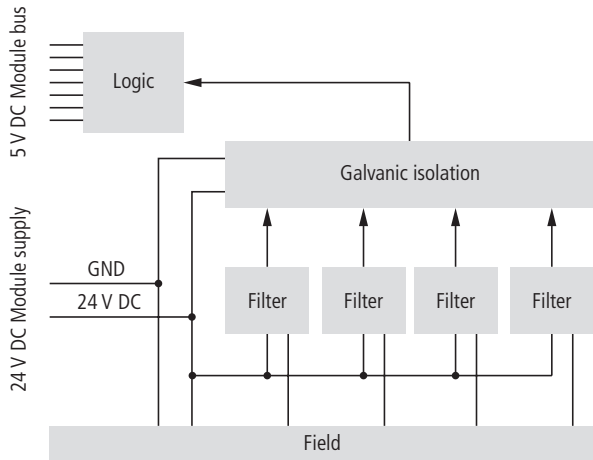 5 V DC Module bus
Logic
Galvanic isolation
24 V DC Module supply
GND
24 V DC
Filter
Filter
Filter
Filter
Field